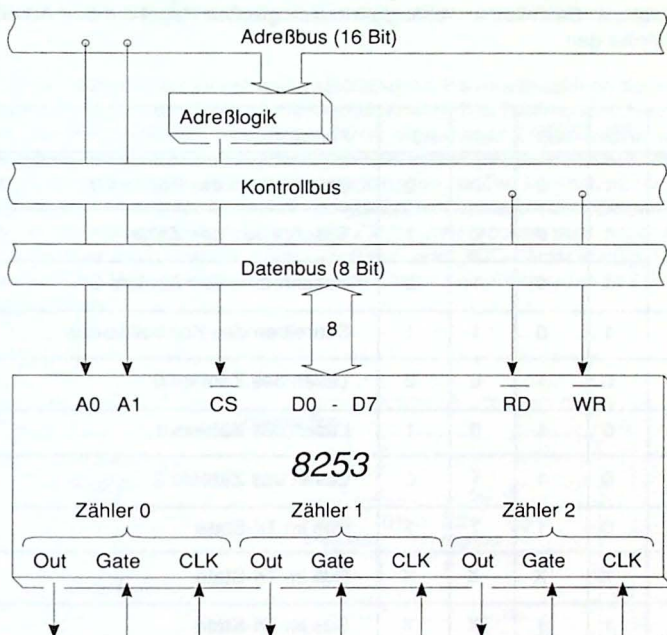 Adreßbus (16 Bit)
Adreßlogik
Kontrollbus
Datenbus (8 Bit)
8
A0 A1 CS D0 - D7 RD WR
8253
Zähler 0 Zähler 1 Zähler 2
Out Gate CLK Out Gate CLK Out Gate CLK